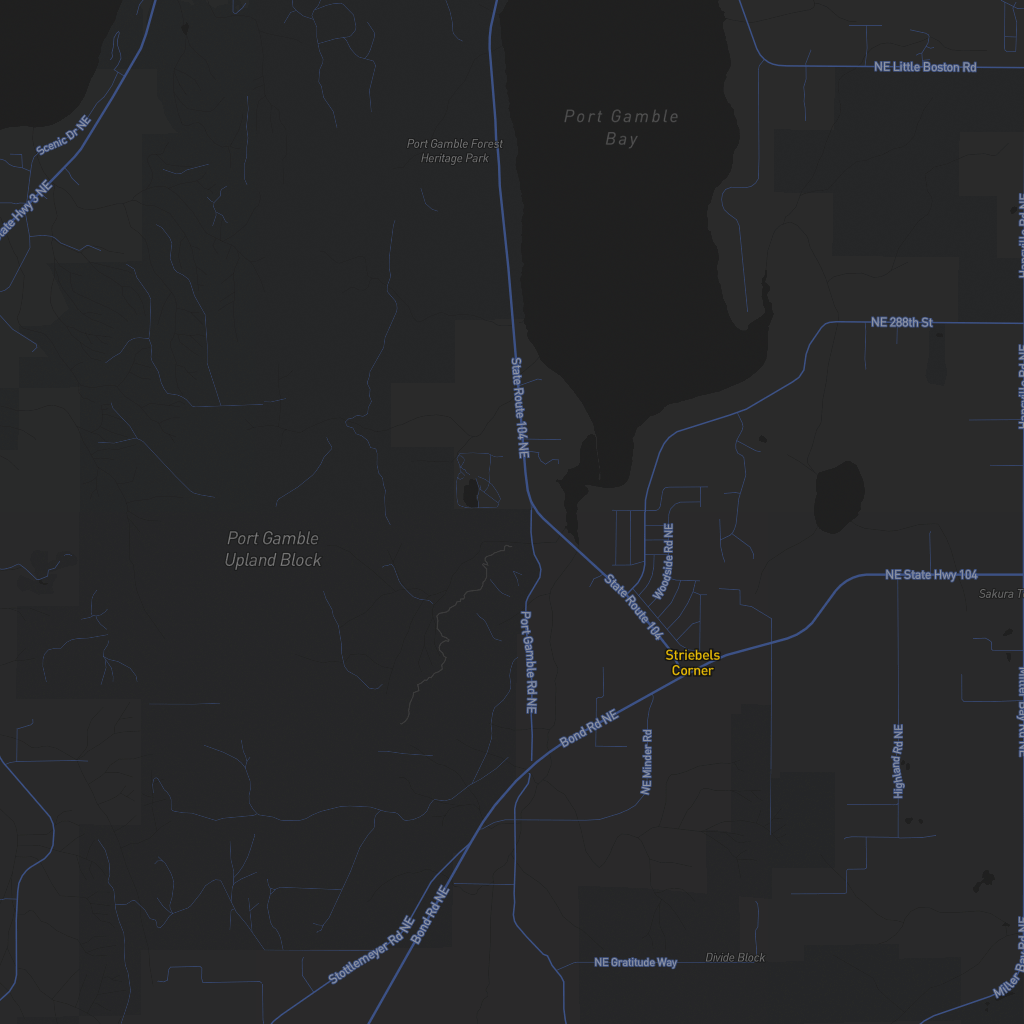 NE Little Boston Rd
Port Gamble
Bay
Scenic Dr NE
Port Gamble Forest
Heritage Park
Hwy 3 NE
NE 288th St
State Route 104 NE
Port Gamble
Upland Block
Woodside Rd NE
NE State Hwy 104
State Route 104
Sakura
Port Gamble Rd NE
Striebels
Corner
Bond Rd NE
NE Minder Rd
Highland Rd NE
Bond Rd NE
Stottlemeyer Rd NE
NE Gratitude Way
Divide Block
Miller Bay Rd NE